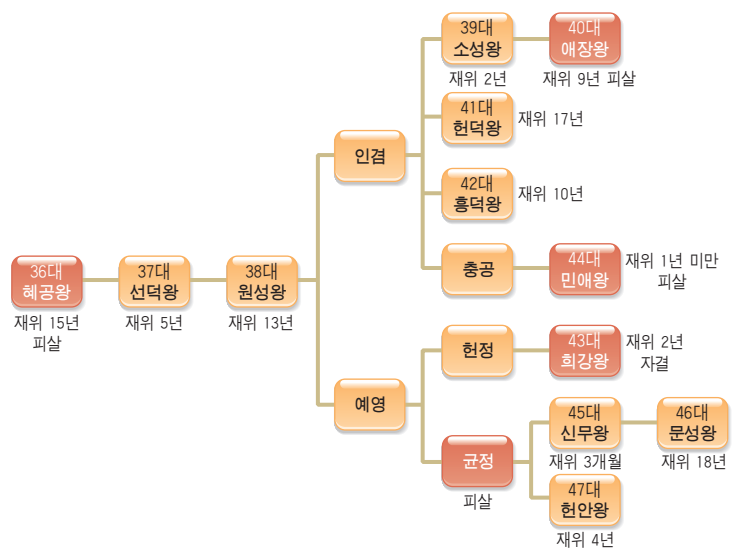 39대
소성왕
재위 2년
40대
애장왕
재위 9년 피살
41대
헌덕왕
재위 17년
인겸
42대
흥덕왕
재위 10년
충공
44대
민애왕
재위 1년 미만
피살
36대
혜공왕
재위 15년
피살
37대
선덕왕
재위 5년
38대
원성왕
재위 13년
헌정
43대
희강왕
재위 2년
자결
예영
균정
피살
45대
신무왕
재위 3개월
46대
문성왕
재위 18년
47대
헌안왕
재위 4년